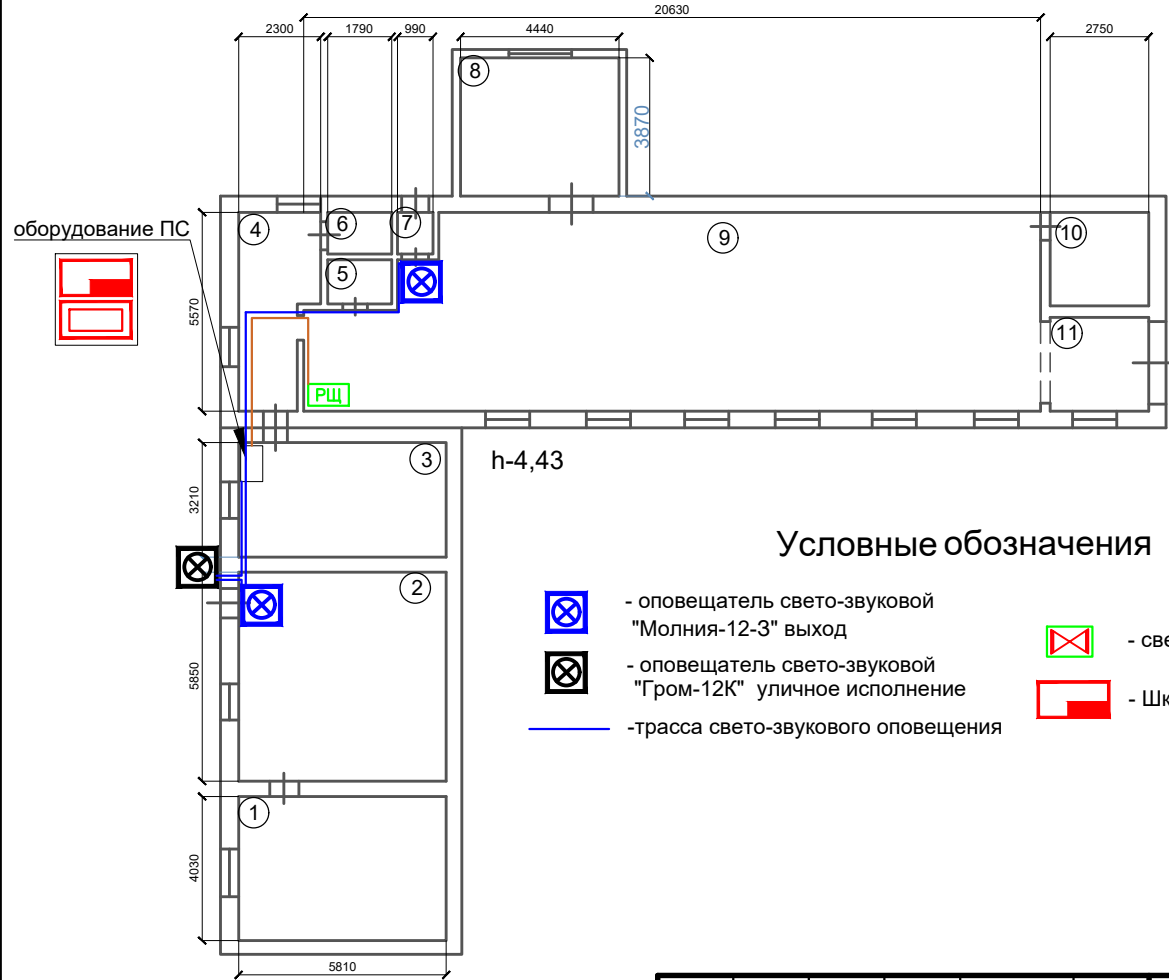 20630
2300 1790 990 4440 2750
8
3870
оборудование ПС
4 6 7 9 10
5
5570
11
РЩ
3
h-4,43
3210
Условные обозначения
2
- оповещатель свето-звуковой
"Молния-12-3" выход
- све
- оповещатель свето-звуковой
"Гром-12К" уличное исполнение
- Шк
5850
-трасса свето-звукового оповещения
1
4030
5810